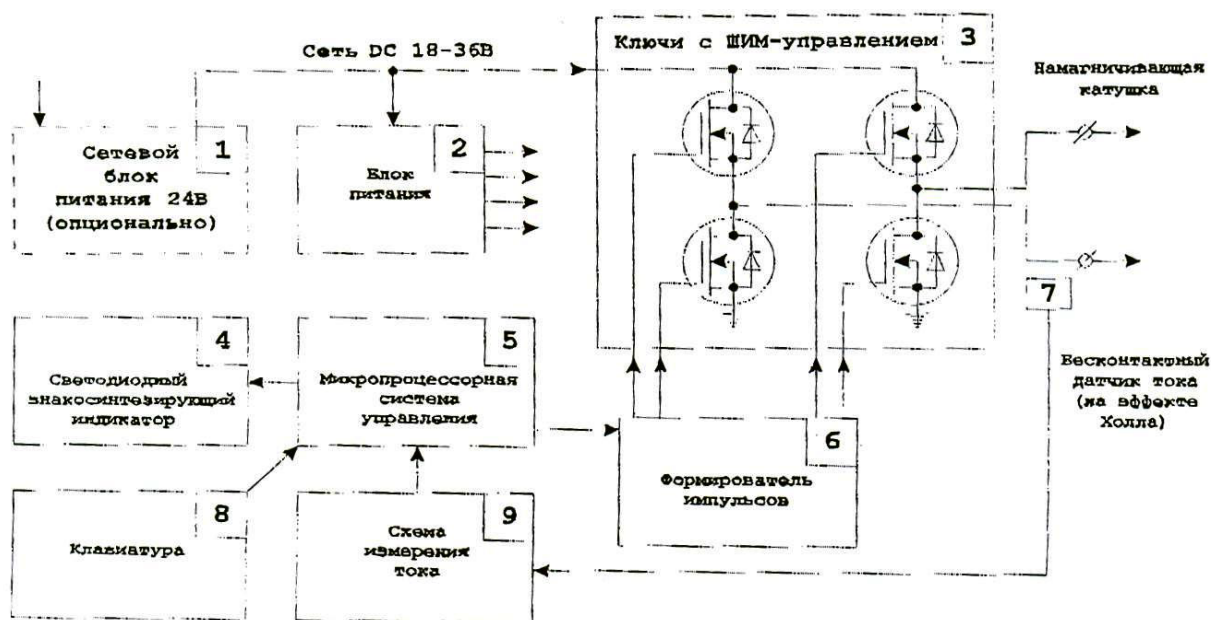 Сеть DC 18-36В
Ключи с ШИМ-управлением
3
Намагничивающая
катушка
1
Сетевой
блок
питания 24В
(опционально)
2
Блок
питания
4
Светодиодный
знакосинтезирующий
индикатор
5
Микропроцессорная
система
управления
7
Бесконтактный
датчик тока
(на эффекте
Холла)
6
Формирователь
импульсов
8
Клавиатура
9
Схема
измерения
тока